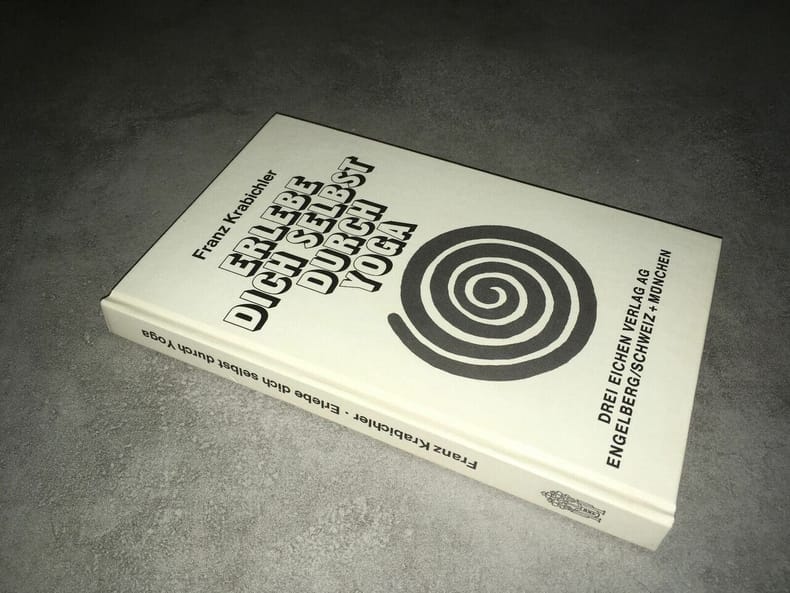 Franz Krabichler
ERLEBE
DICH SELBST
DURCH
YOGA
DREI EICHEN VERLAG AG
ENGELBERG/SCHWEIZ + MÜNCHEN
Franz Krabichler · Erlebe dich selbst durch Yoga